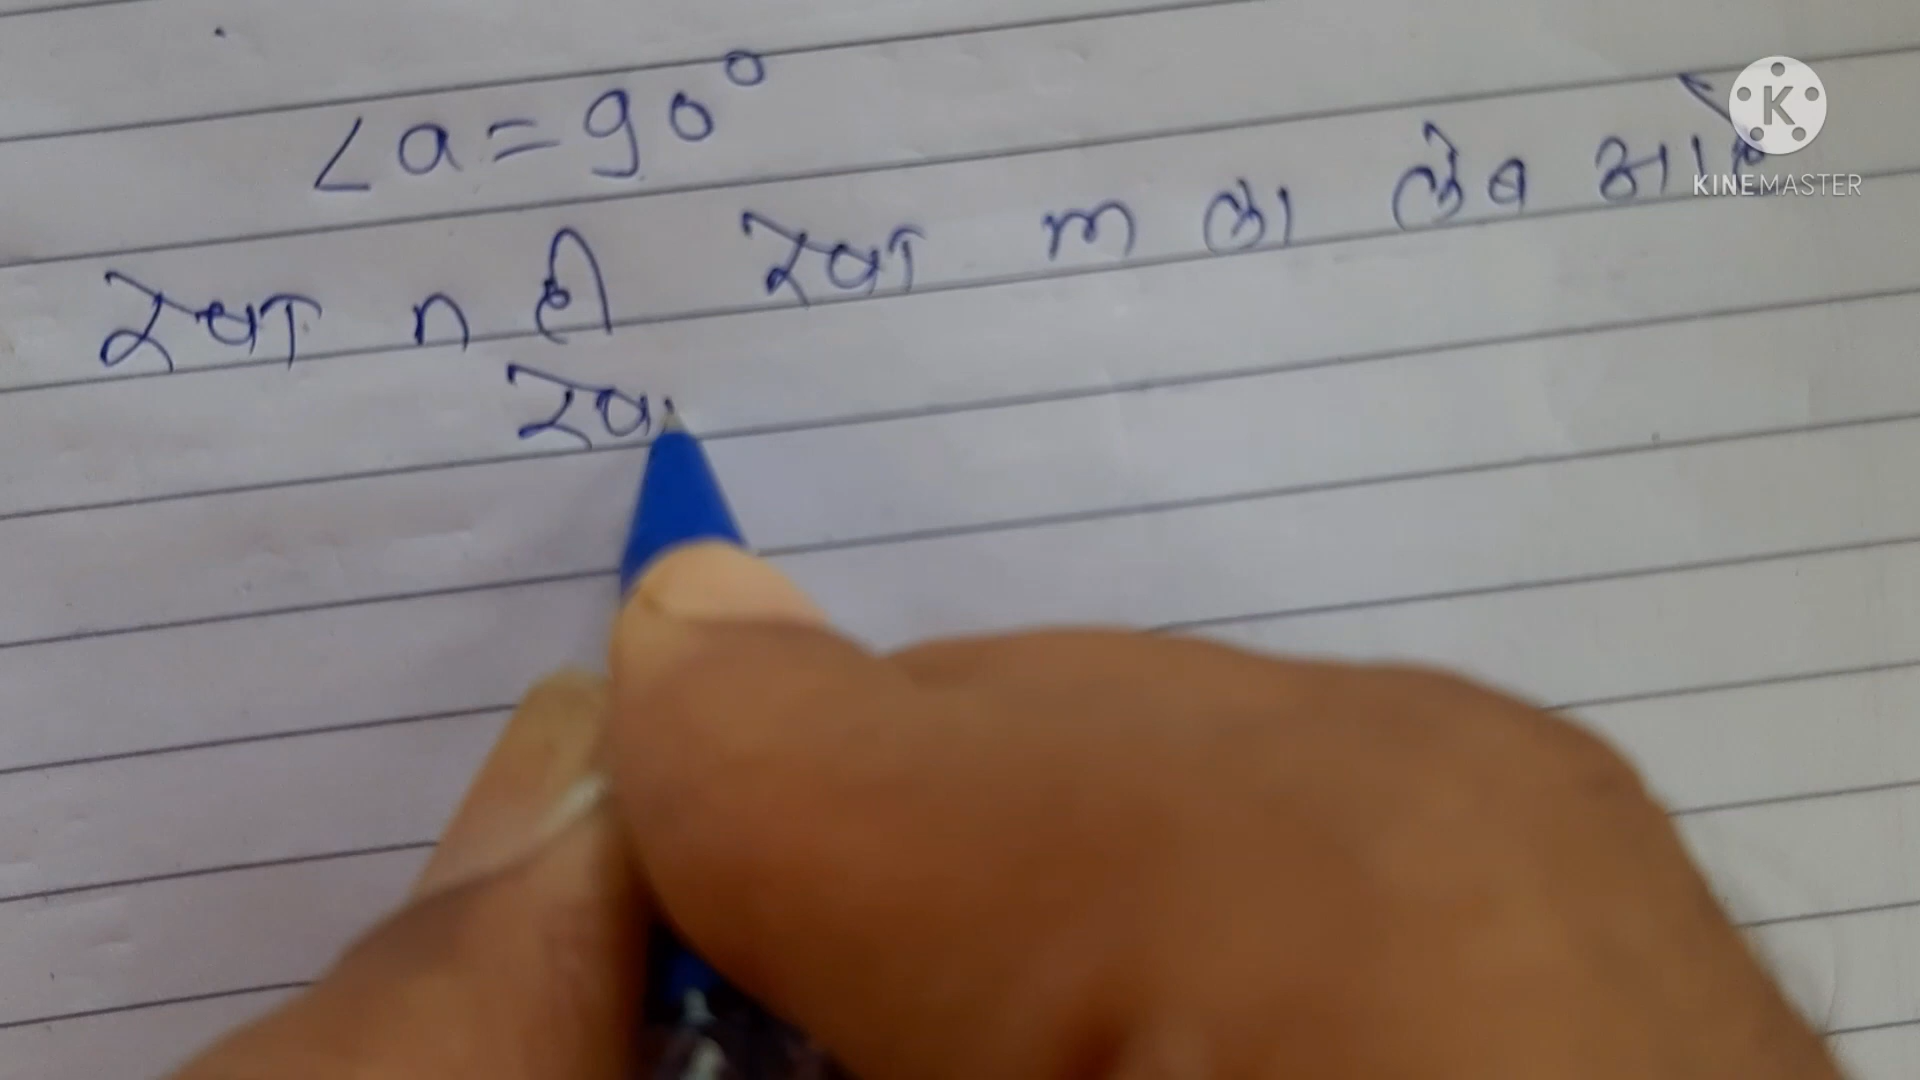 ∠a = 90°
रेषा n ही रेषा m ला लंब आहे
रेषा
KINEMASTER